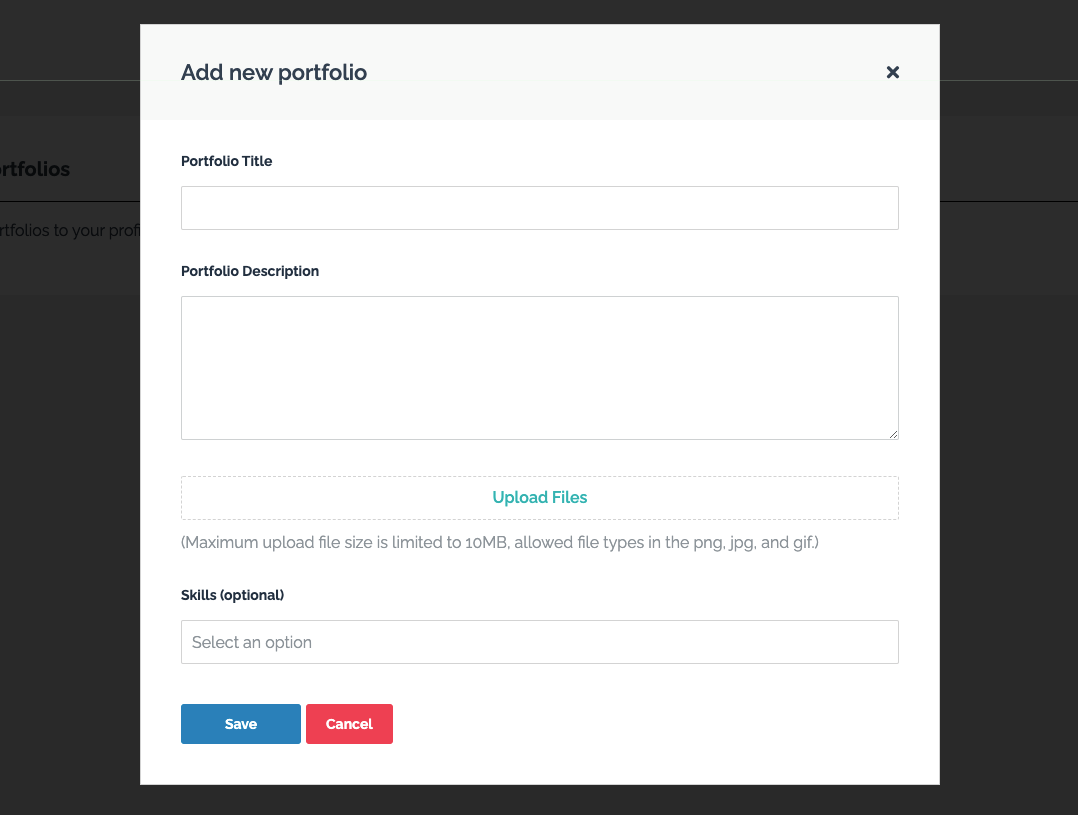 Add new portfolio
Portfolio Title
rtfolios
Portfolio Description
rtfolios to your profi
Upload Files
(Maximum upload file size is limited to 10MB, allowed file types in the png, jpg, and gif.)
Skills (optional)
Select an option
Save
Cancel